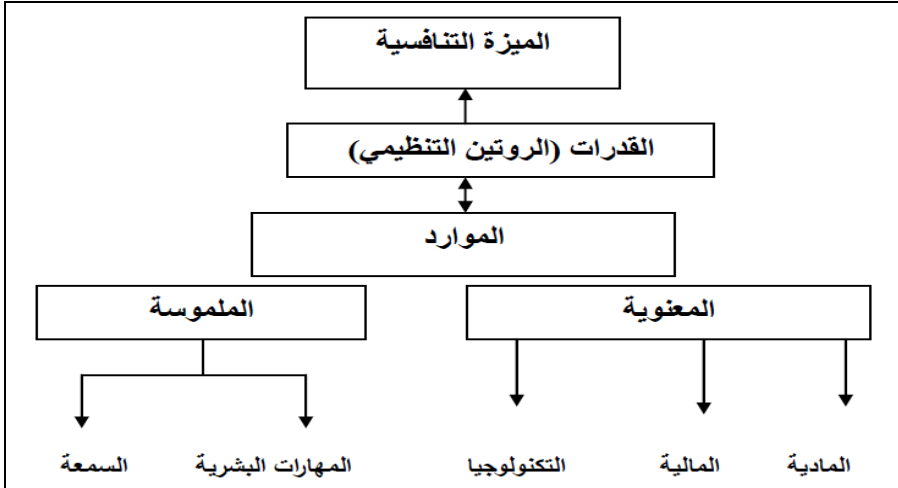 الميزة التنافسية
القدرات (الروتين التنظيمي)
الموارد
المعنوية
الملموسة
المادية
المالية
التكنولوجيا
المهارات البشرية
السمعة